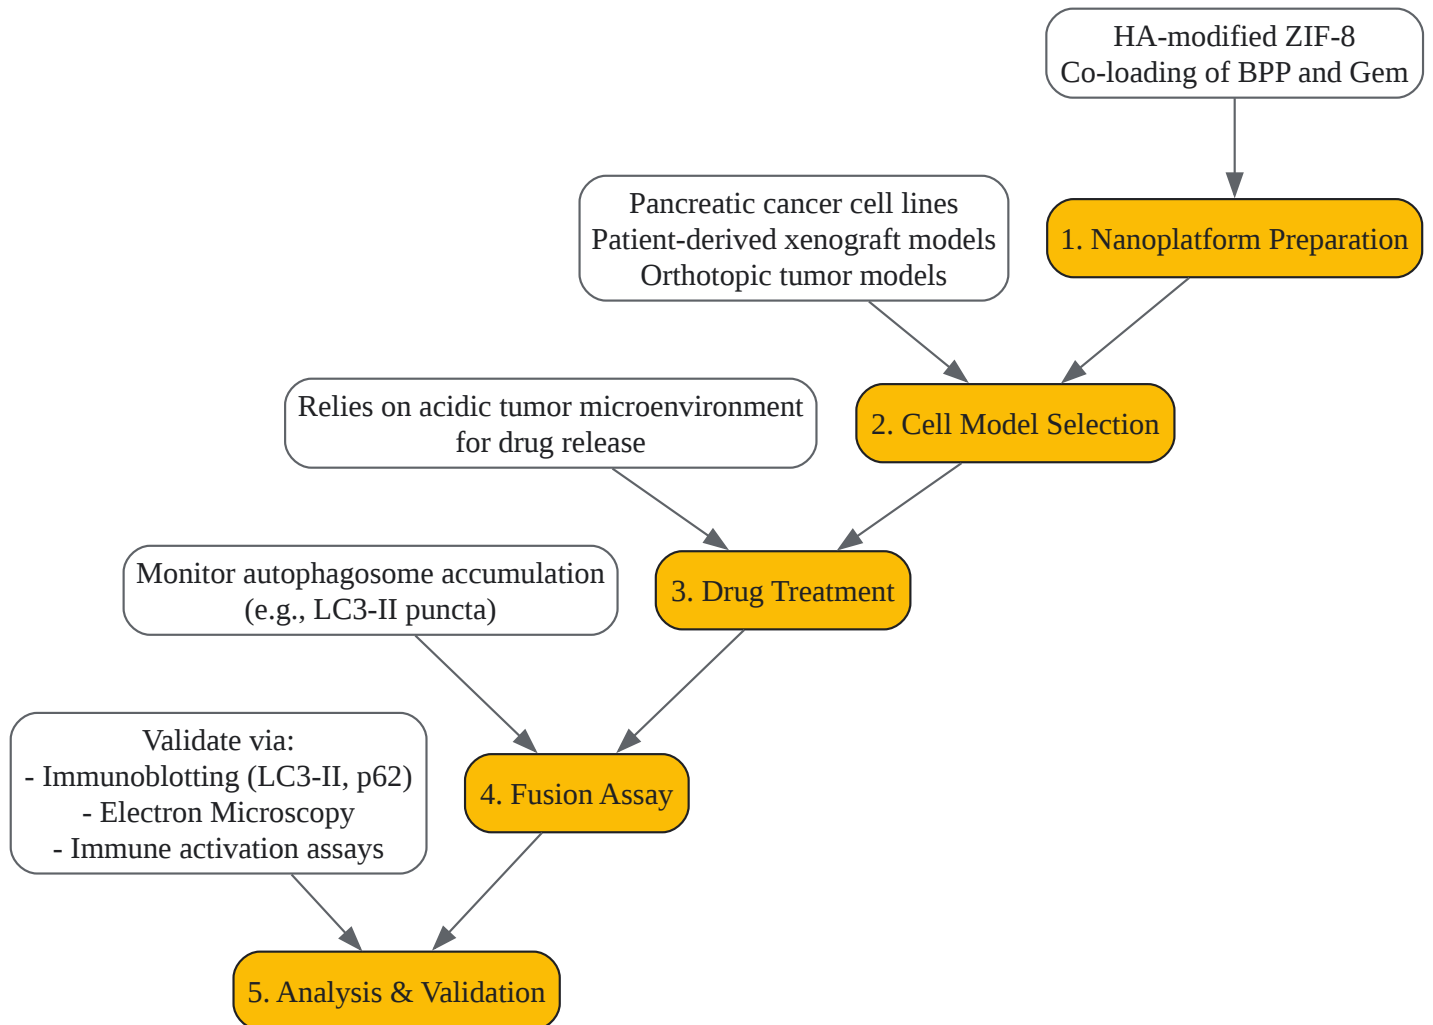 HA-modified ZIF-8
Co-loading of BPP and Gem
1. Nanoplatform Preparation
Pancreatic cancer cell lines
Patient-derived xenograft models
Orthotopic tumor models
2. Cell Model Selection
Relies on acidic tumor microenvironment
for drug release
3. Drug Treatment
Monitor autophagosome accumulation
(e.g., LC3-II puncta)
4. Fusion Assay
Validate via:
- Immunoblotting (LC3-II, p62)
- Electron Microscopy
- Immune activation assays
5. Analysis & Validation